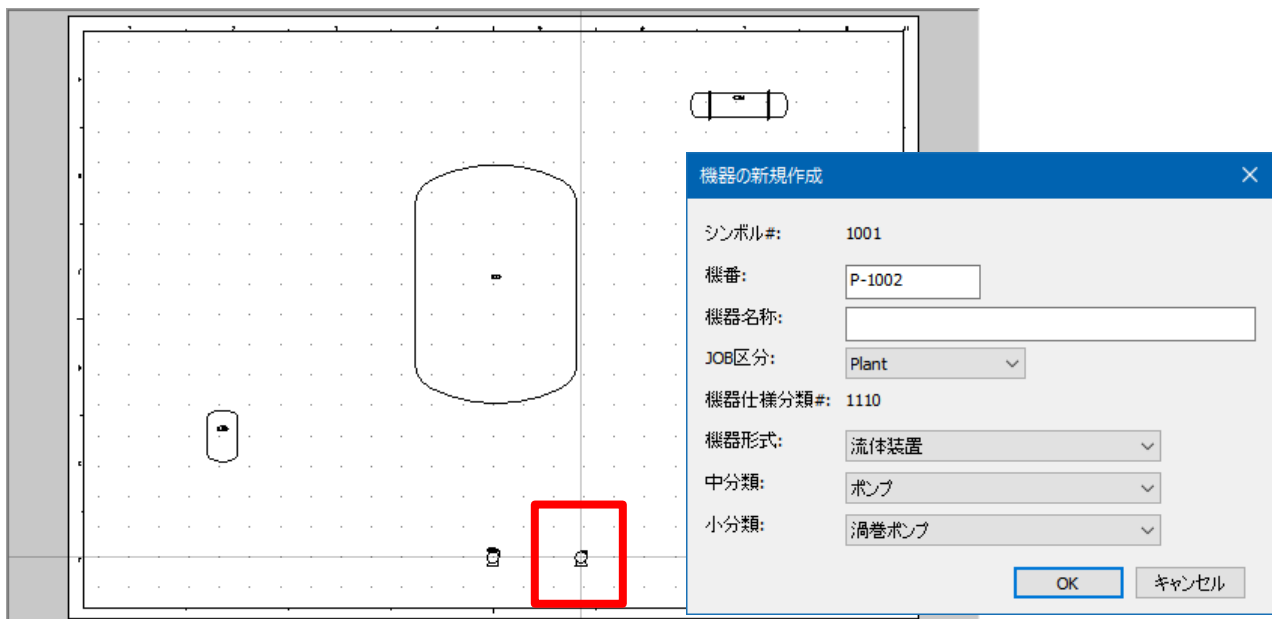 機器の新規作成
シンボル#: 1001
機番: P-1002
機器名称:
JOB区分: Plant
機器仕様分類#: 1110
機器形式: 流体装置
中分類: ポンプ
小分類: 渦巻ポンプ
OK キャンセル